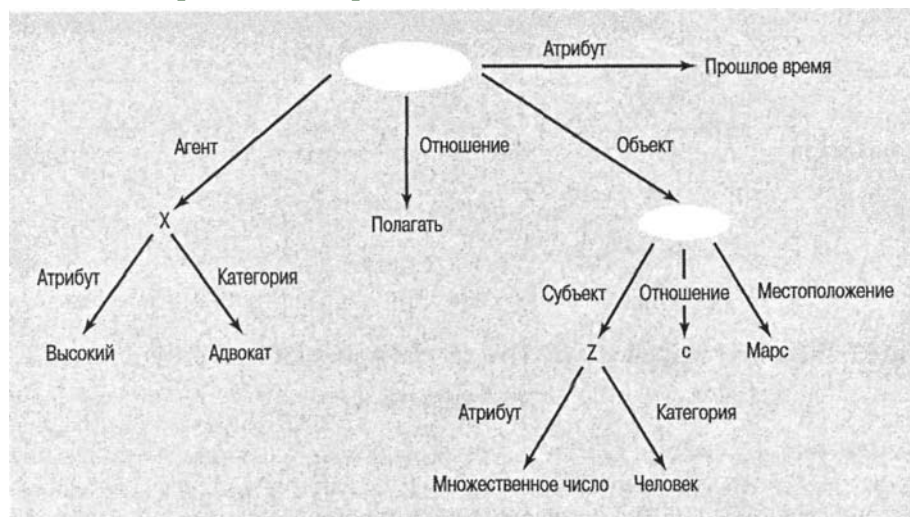 Атрибут
Прошлое время
Агент
Отношение
Объект
X
Полагать
Атрибут
Категория
Субъект
Отношение
Местоположение
Высокий
Адвокат
Z
с
Марс
Атрибут
Категория
Множественное число
Человек